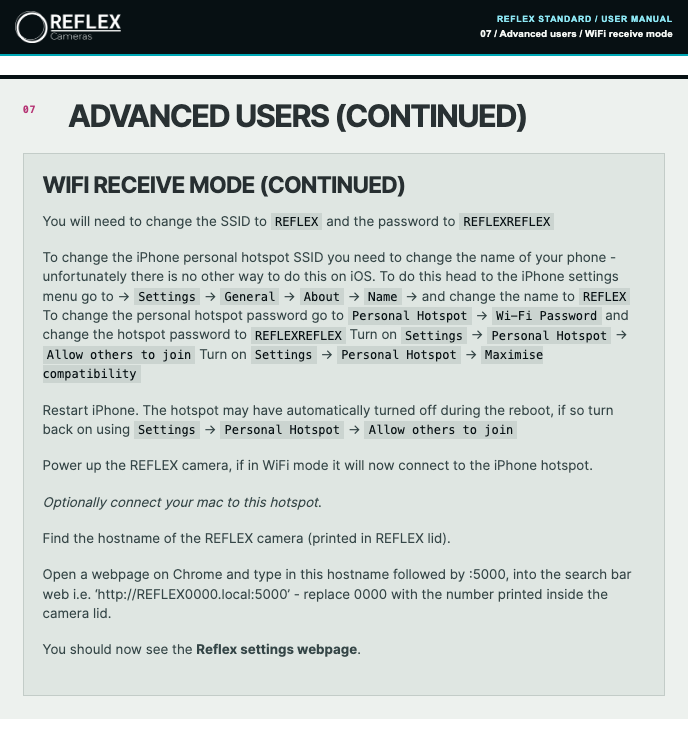 REFLEX
Cameras
REFLEX STANDARD / USER MANUAL
07 / Advanced users / WiFi receive mode
07
ADVANCED USERS (CONTINUED)
WIFI RECEIVE MODE (CONTINUED)
You will need to change the SSID to REFLEX and the password to REFLEXREFLEX
To change the iPhone personal hotspot SSID you need to change the name of your phone -
unfortunately there is no other way to do this on iOS. To do this head to the iPhone settings
menu go to → Settings → General → About → Name → and change the name to REFLEX
To change the personal hotspot password go to Personal Hotspot → Wi-Fi Password and
change the hotspot password to REFLEXREFLEX Turn on Settings → Personal Hotspot →
Allow others to join Turn on Settings → Personal Hotspot → Maximise
compatibility
Restart iPhone. The hotspot may have automatically turned off during the reboot, if so turn
back on using Settings → Personal Hotspot → Allow others to join
Power up the REFLEX camera, if in WiFi mode it will now connect to the iPhone hotspot.
Optionally connect your mac to this hotspot.
Find the hostname of the REFLEX camera (printed in REFLEX lid).
Open a webpage on Chrome and type in this hostname followed by :5000, into the search bar
web i.e. 'http://REFLEX0000.local:5000' - replace 0000 with the number printed inside the
camera lid.
You should now see the Reflex settings webpage.